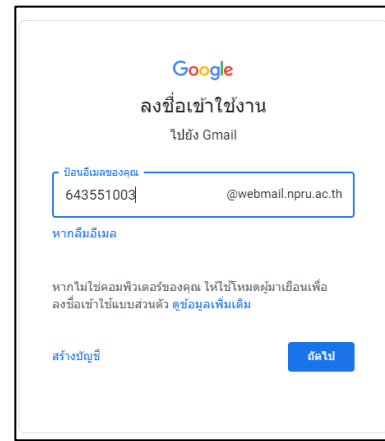 Google
ลงชื่อเข้าใช้งาน
ไปยัง Gmail
ป้อนอีเมลของคุณ
643551003 @webmail.npru.ac.th
หากลืมอีเมล
หากไม่ใช่คอมพิวเตอร์ของคุณ ให้ใช้โหมดผู้มาเยือนเพื่อ
ลงชื่อเข้าใช้แบบส่วนตัว ดูข้อมูลเพิ่มเติม
สร้างบัญชี ถัดไป